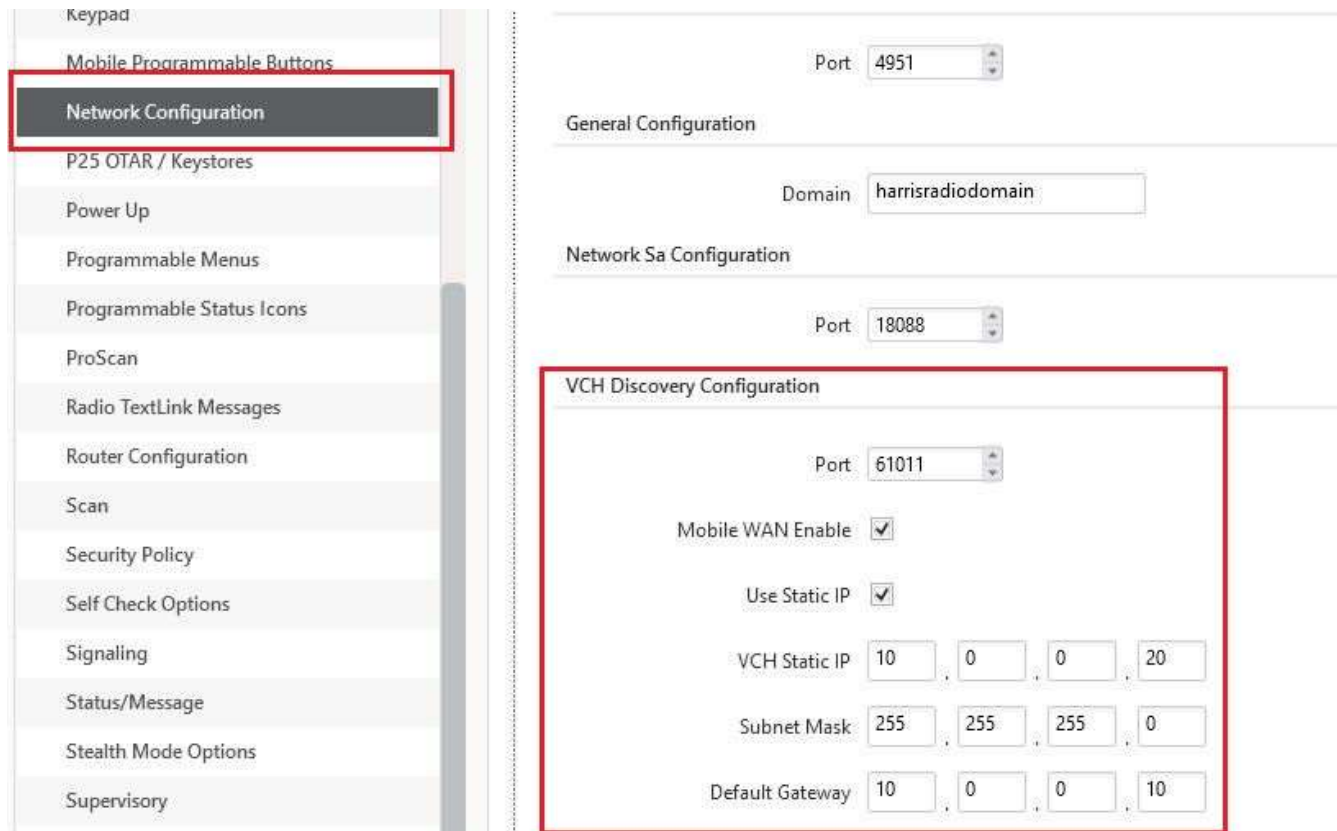 Keypad
Mobile Programmable Buttons
Network Configuration
P25 OTAR / Keystores
Power Up
Programmable Menus
Programmable Status Icons
ProScan
Radio TextLink Messages
Router Configuration
Scan
Security Policy
Self Check Options
Signaling
Status/Message
Stealth Mode Options
Supervisory
Port 4951
General Configuration
Domain harrisradiodomain
Network Sa Configuration
Port 18088
VCH Discovery Configuration
Port 61011
Mobile WAN Enable
Use Static IP
VCH Static IP 10 . 0 . 0 . 20
Subnet Mask 255 . 255 . 255 . 0
Default Gateway 10 . 0 . 0 . 10